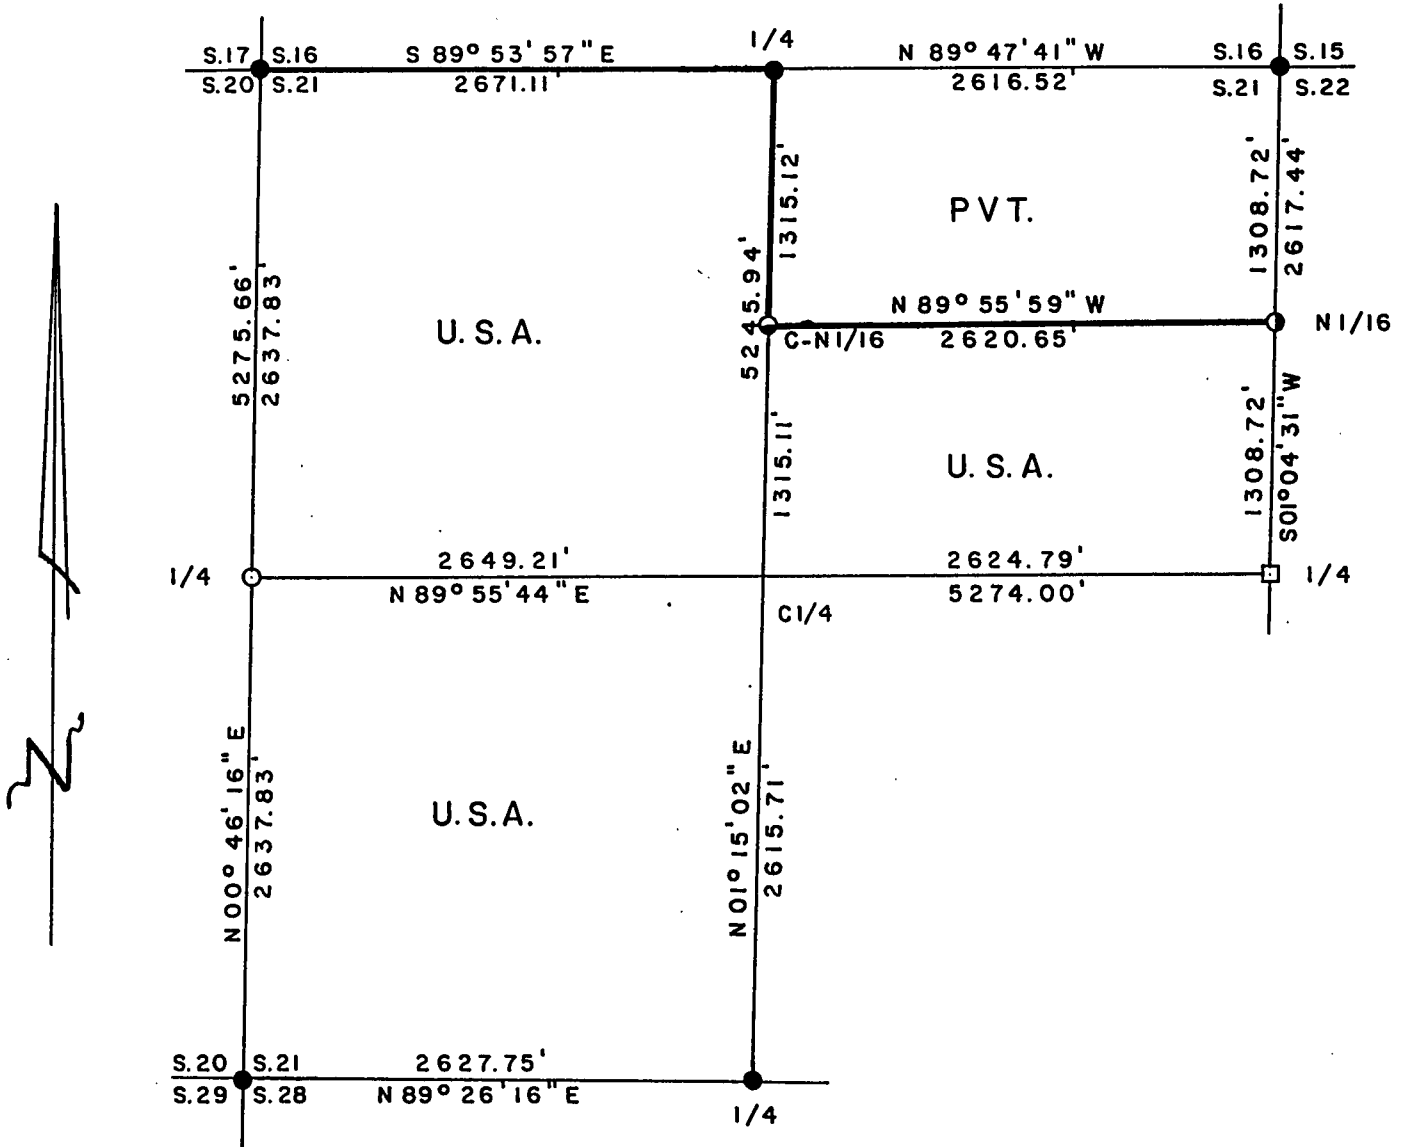 1/4
S.17 S.16
S 89° 53' 57" E
N 89° 47' 41" W
S.16 S.15
S.20 S.21
2671.11'
2616.52'
S.21 S.22
1315.12'
1308.72'
2617.44'
P V T.
5275.66'
2637.83'
5245.94'
N 89° 55' 59" W
U. S. A.
C-N1/16
2620.65'
N1/16
1315.11'
U. S. A.
1308.72'
S01° 04' 31" W
1/4
2649.21'
2624.79'
1/4
N 89° 55' 44" E
5274.00'
C1/4
N 00° 46' 16" E
2637.83'
U. S. A.
N 01° 15' 02" E
2615.71'
N
S.20 S.21
2627.75'
S.29 S.28
N 89° 26' 16" E
1/4